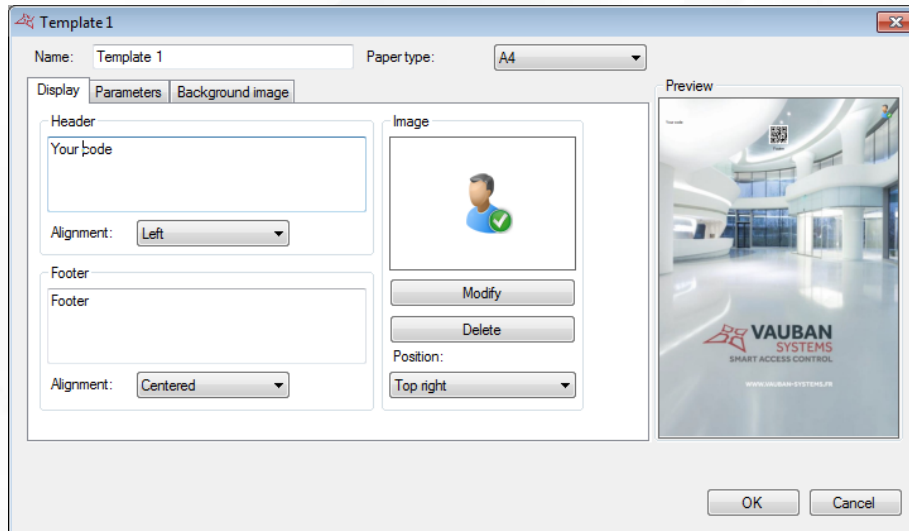 Template 1
Name: Template 1 Paper type: A4
Display Parameters Background image
Header
Your code
Alignment: Left
Footer
Footer
Alignment: Centered
Image
Modify
Delete
Position:
Top right
Preview
Your code
VAUBAN
SYSTEMS
SMART ACCESS CONTROL
WWW.VAUBAN-SYSTEMS.FR
OK Cancel